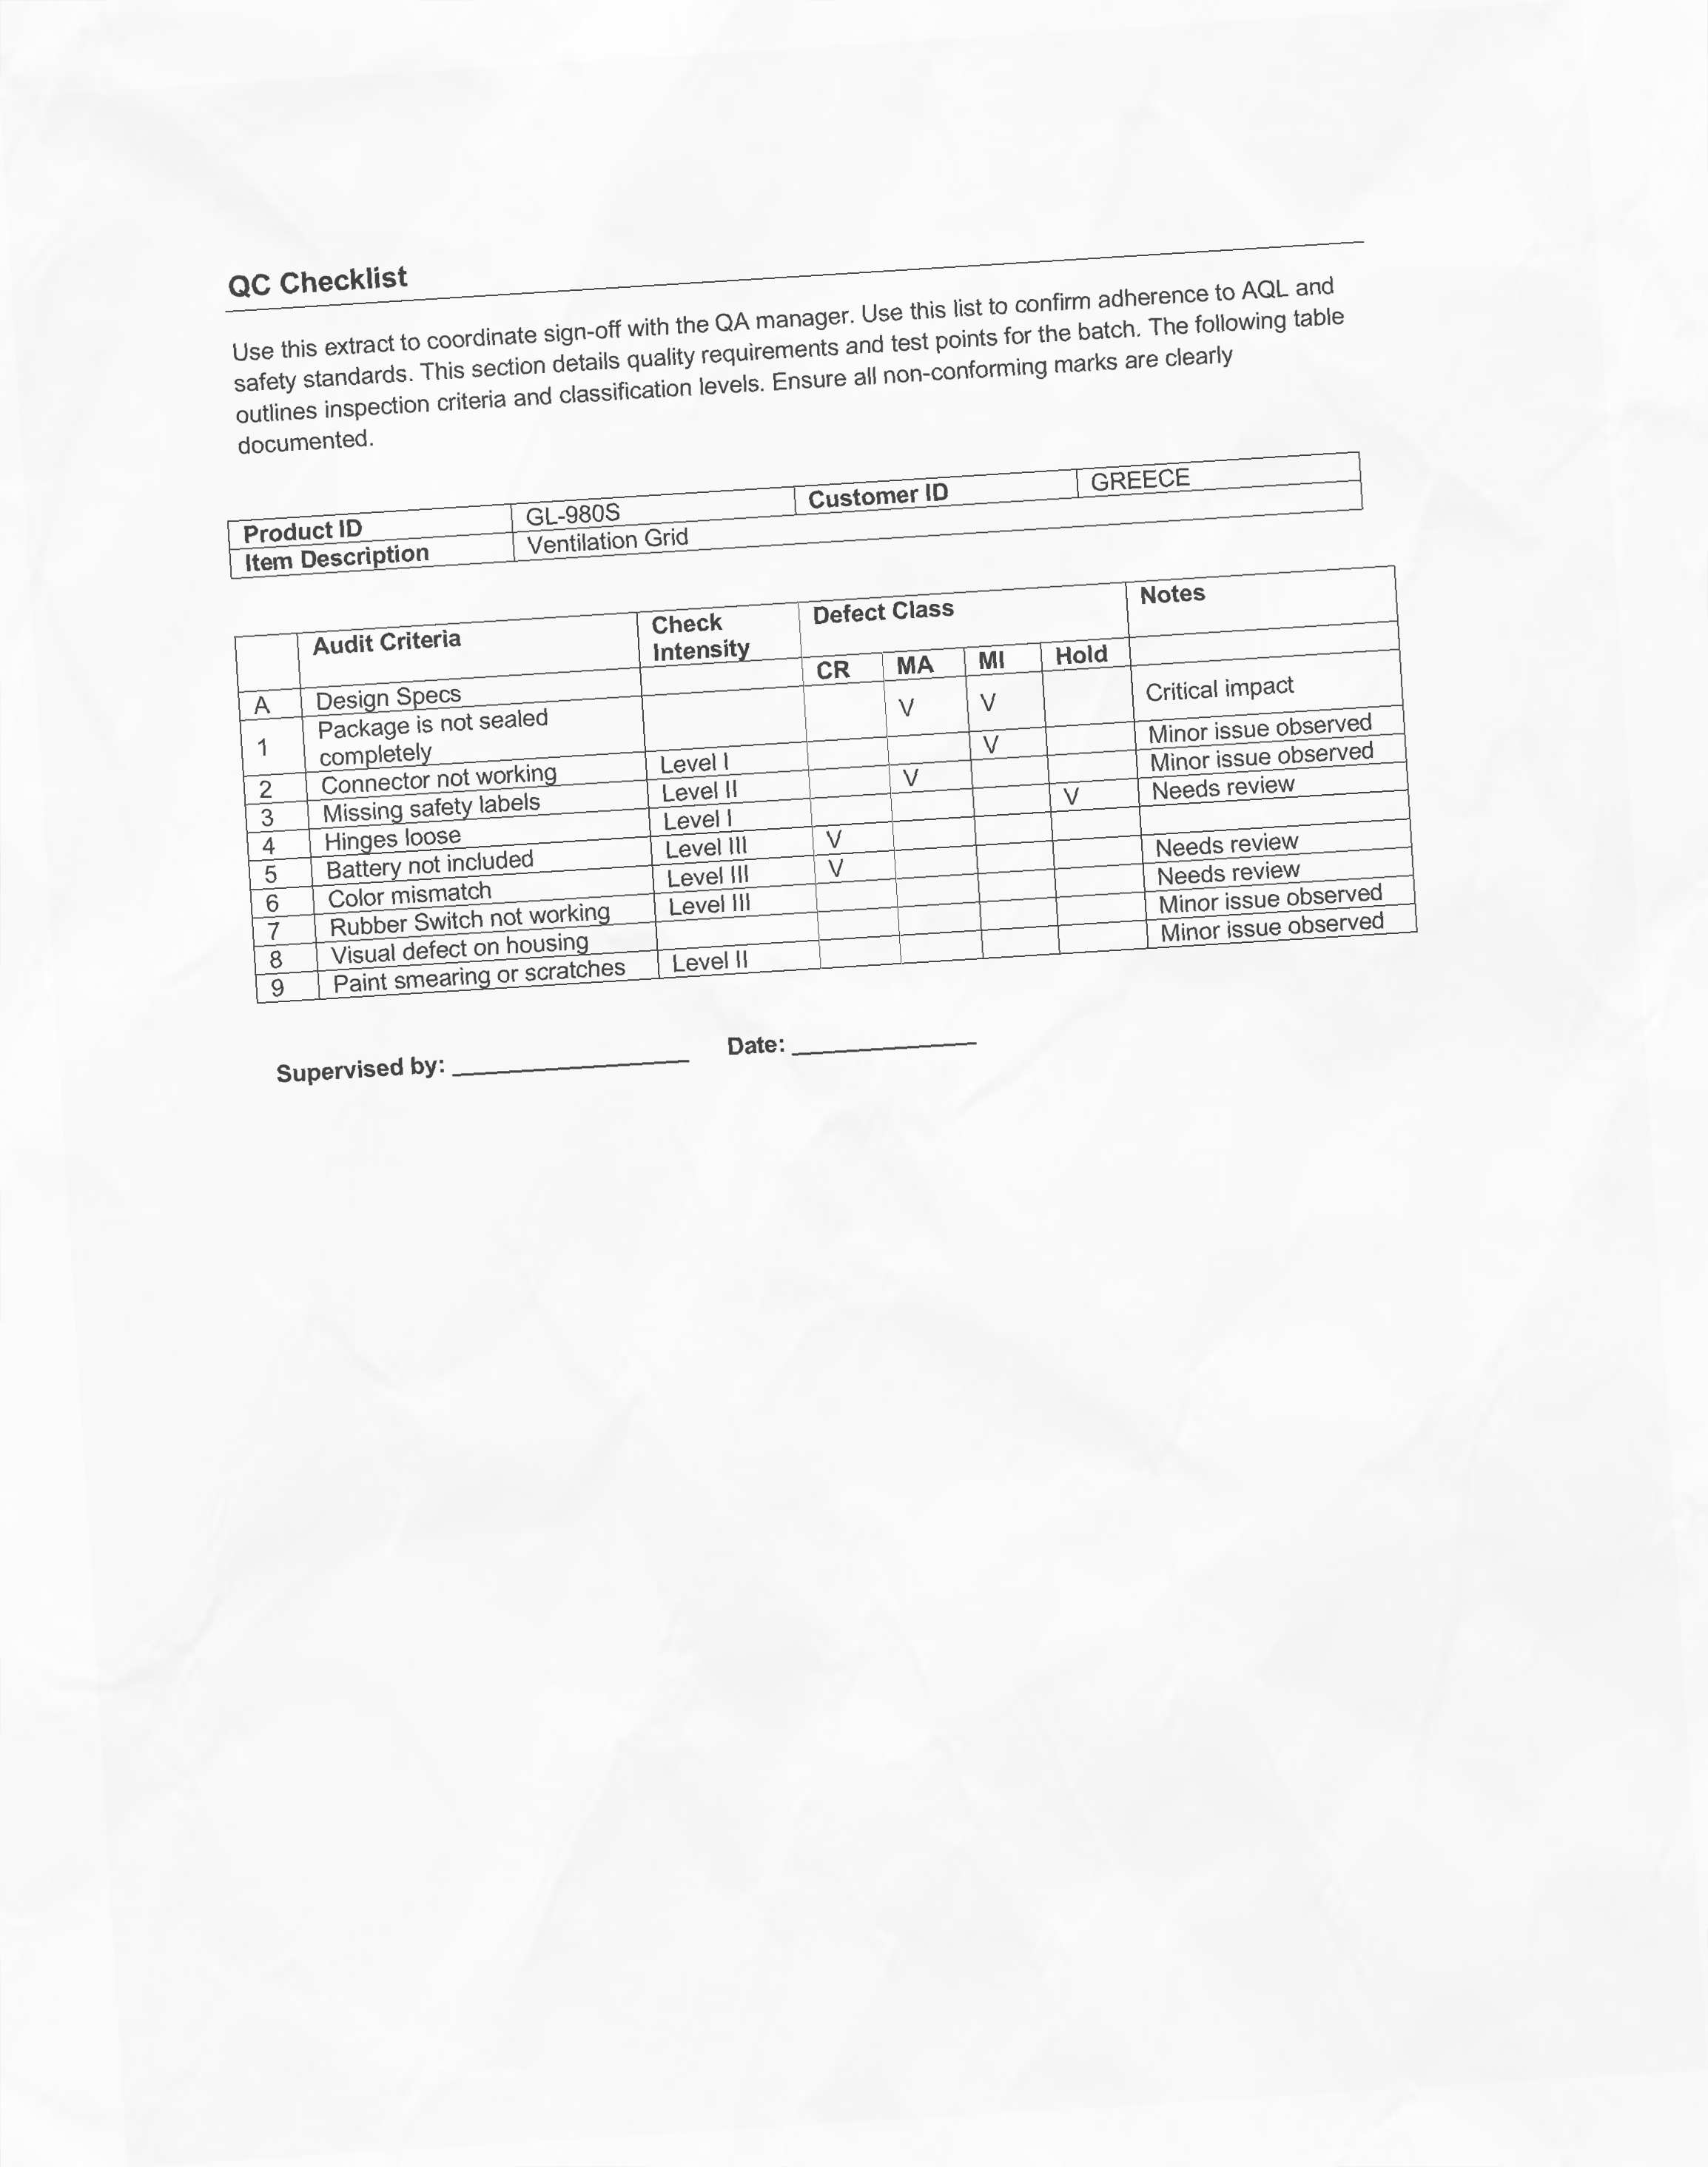 QC Checklist
Use this extract to coordinate sign-off with the QA manager. Use this list to confirm adherence to AQL and
safety standards. This section details quality requirements and test points for the batch. The following table
outlines inspection criteria and classification levels. Ensure all non-conforming marks are clearly
documented.
Product ID GL-980S Customer ID GREECE
Item Description Ventilation Grid
Audit Criteria Check Intensity Defect Class Notes
A Design Specs CR MA MI Hold
1 Package is not sealed completely V V Critical impact
2 Connector not working Level I V Minor issue observed
3 Missing safety labels Level II V Minor issue observed
4 Hinges loose Level I V Needs review
5 Battery not included Level III V
6 Color mismatch Level III V Needs review
7 Rubber Switch not working Level III Needs review
8 Visual defect on housing Minor issue observed
9 Paint smearing or scratches Level II Minor issue observed
Supervised by: Date: